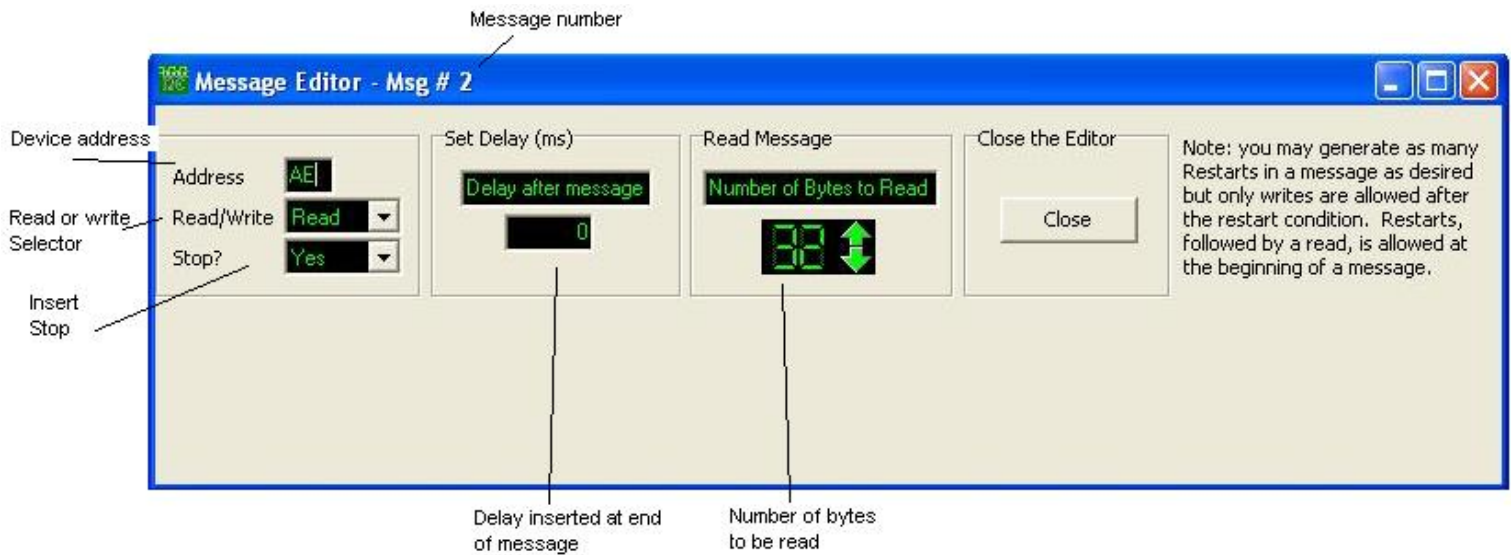 Message number
Message Editor - Msg # 2
Device address
Address AE
Read or write
Selector
Read/Write Read
Stop? Yes
Insert
Stop
Set Delay (ms)
Delay after message
0
Read Message
Number of Bytes to Read
32
Close the Editor
Close
Note: you may generate as many
Restarts in a message as desired
but only writes are allowed after
the restart condition. Restarts,
followed by a read, is allowed at
the beginning of a message.
Delay inserted at end
of message
Number of bytes
to be read